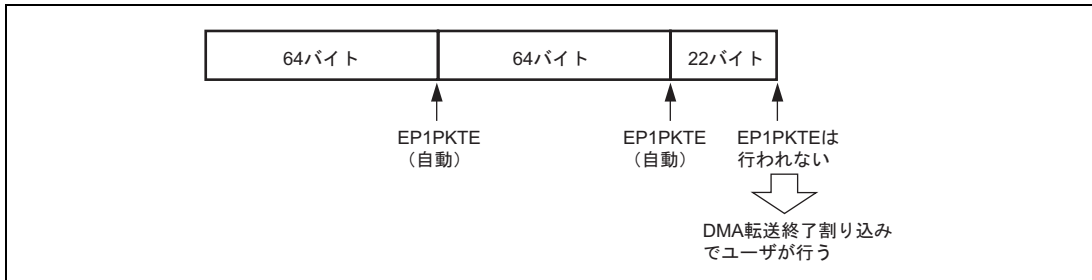 64バイト
64バイト
22バイト
EP1PKTE
（自動）
EP1PKTE
（自動）
EP1PKTEは
行われない
DMA転送終了割り込み
でユーザが行う